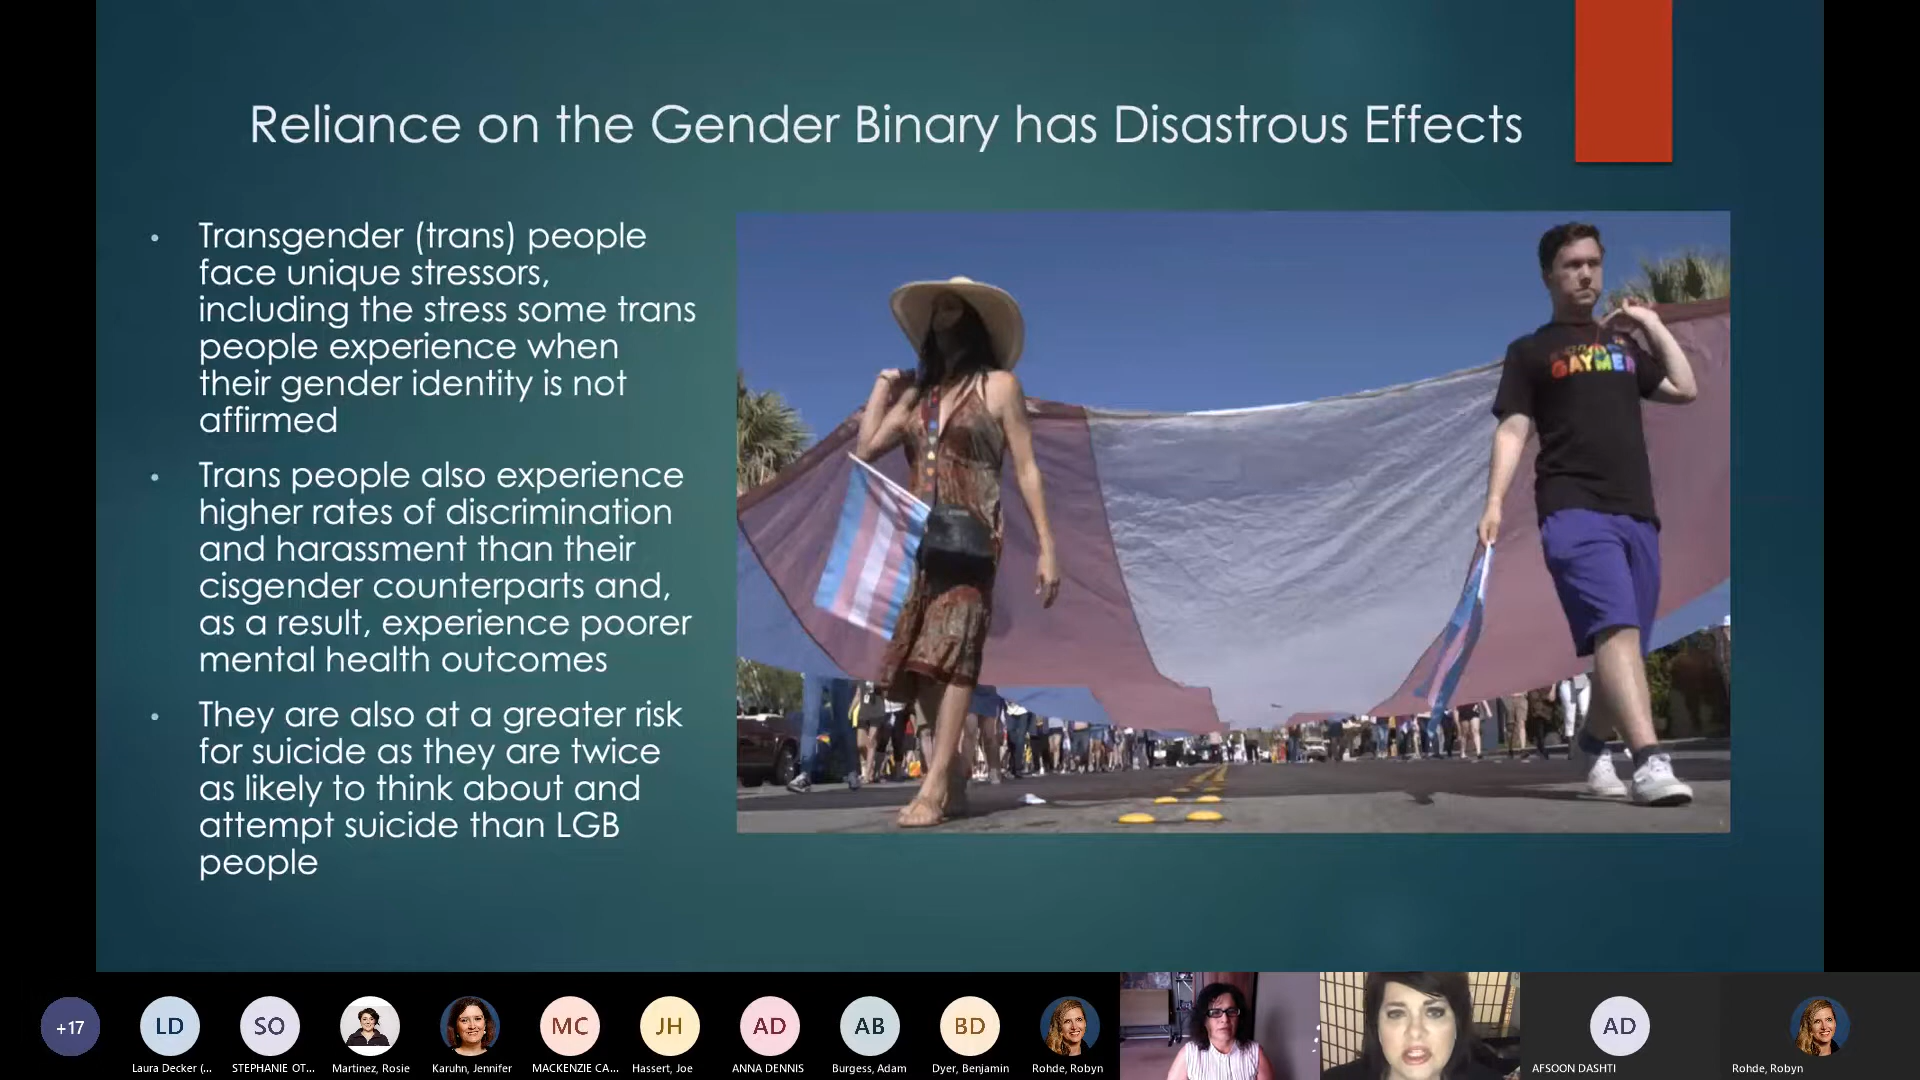 Reliance on the Gender Binary has Disastrous Effects
• Transgender (trans) people
face unique stressors,
including the stress some trans
people experience when
their gender identity is not
affirmed
• Trans people also experience
higher rates of discrimination
and harassment than their
cisgender counterparts and,
as a result, experience poorer
mental health outcomes
• They are also at a greater risk
for suicide as they are twice
as likely to think about and
attempt suicide than LGB
people
GAYMER
+17
LD
SO
MC
JH
AD
AB
BD
AD
Laura Decker (...
STEPHANIE OT...
Martinez, Rosie
Karuhn, Jennifer
MACKENZIE CA...
Hassert, Joe
ANNA DENNIS
Burgess, Adam
Dyer, Benjamin
Rohde, Robyn
AFSOON DASHTI
Rohde, Robyn